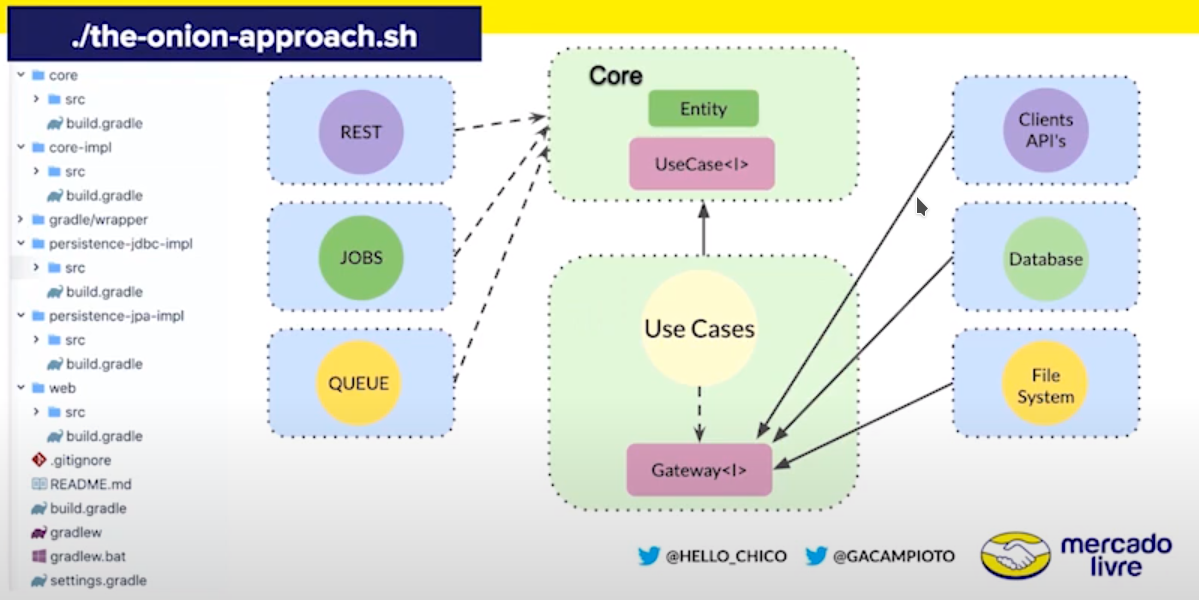 ./the-onion-approach.sh
core
src
build.gradle
core-impl
src
build.gradle
gradle/wrapper
persistence-jdbc-impl
src
build.gradle
persistence-jpa-impl
src
build.gradle
web
src
build.gradle
.gitignore
README.md
build.gradle
gradlew
gradlew.bat
settings.gradle
REST
JOBS
QUEUE
Core
Entity
UseCase<I>
Use Cases
Gateway<I>
Clients
API's
Database
File
System
@HELLO_CHICO
@GACAMPIOTO
mercado
livre